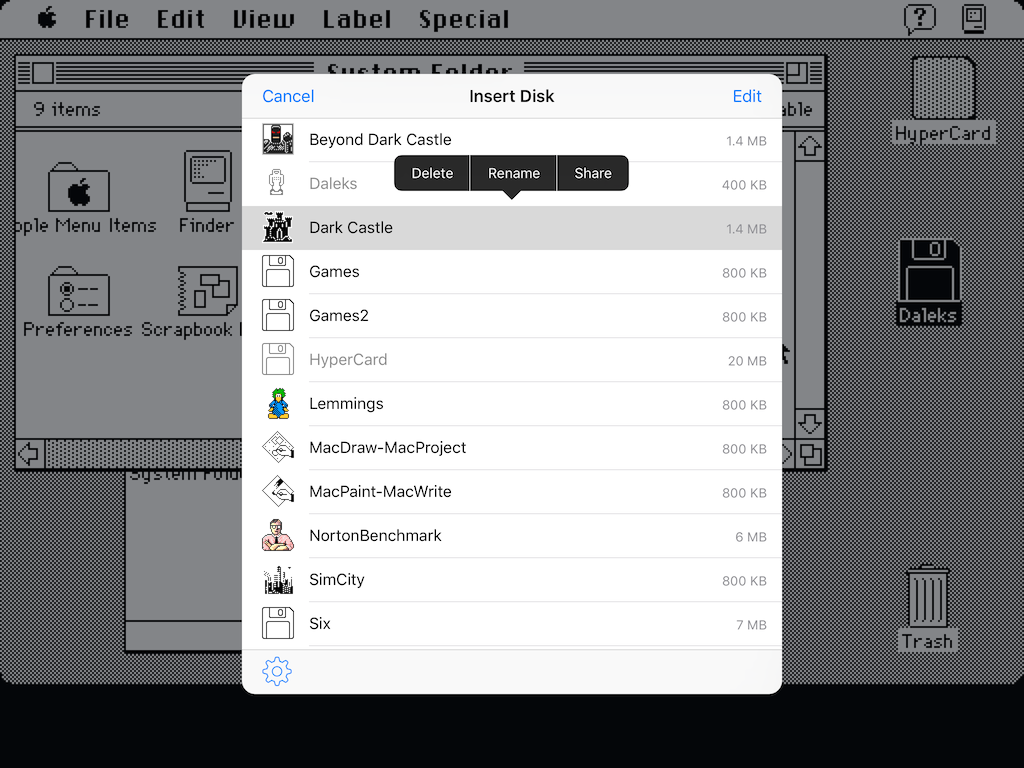 File Edit View Label Special
System Folder
9 items
Cancel Insert Disk Edit
Beyond Dark Castle 1.4 MB
Daleks 400 KB
Delete Rename Share
Dark Castle 1.4 MB
Games 800 KB
Games2 800 KB
HyperCard 20 MB
Lemmings 800 KB
MacDraw-MacProject 800 KB
MacPaint-MacWrite 800 KB
NortonBenchmark 6 MB
SimCity 800 KB
Six 7 MB
able
ople Menu Items
Finder
Preferences
Scrapbook
System Folde
HyperCard
Daleks
Trash